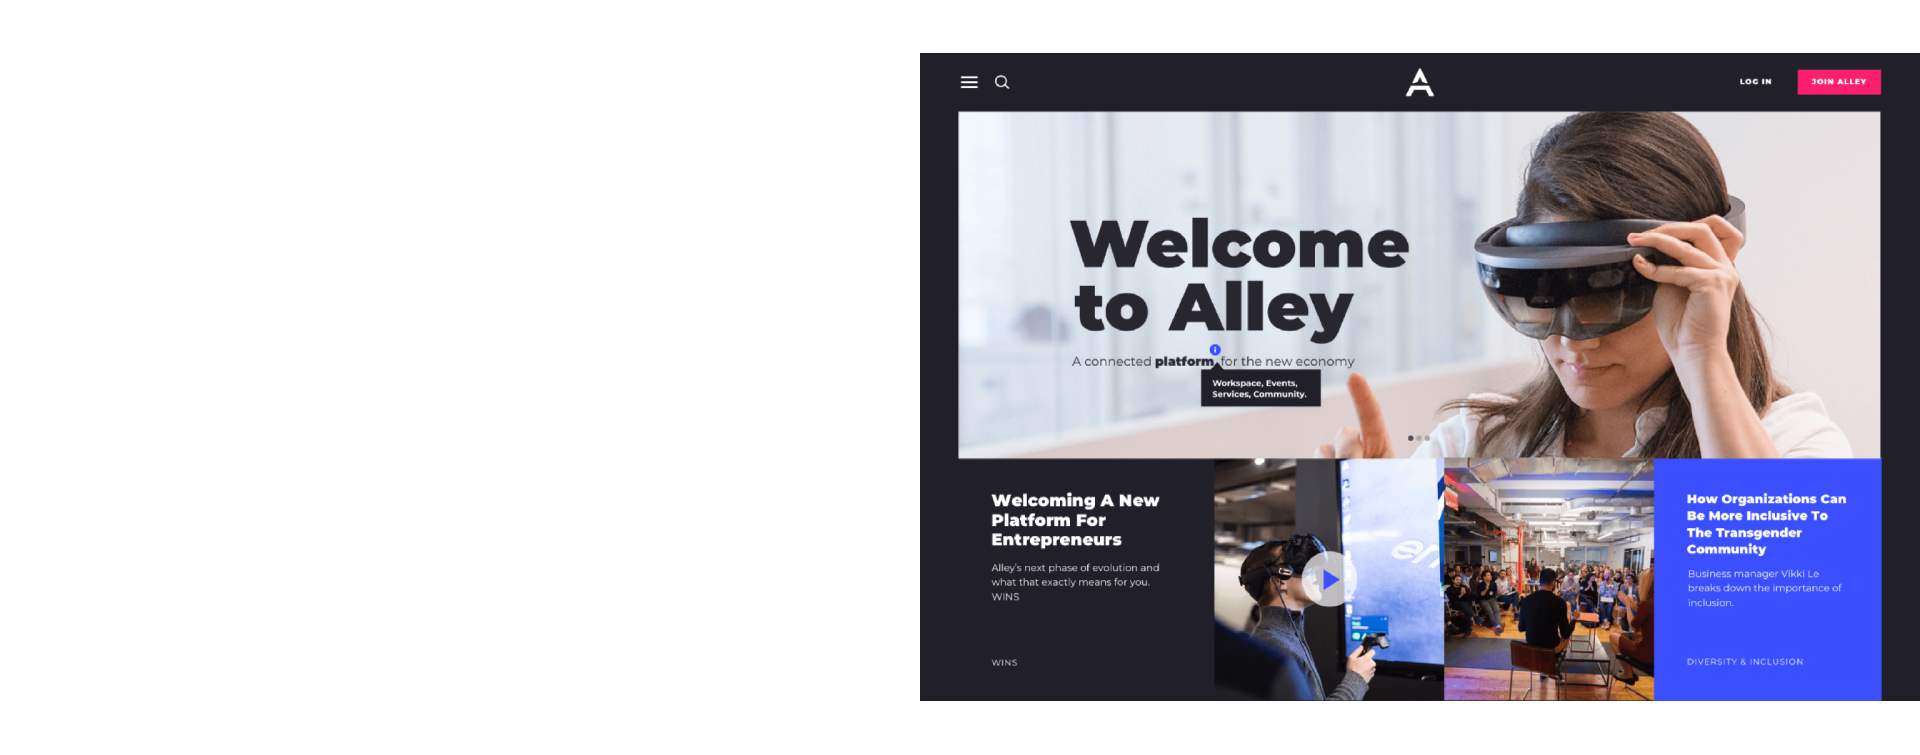 LOG IN
JOIN ALLEY
Welcome
to Alley
A connected platform for the new economy
Workspace, Events,
Services, Community.
Welcoming A New
Platform For
Entrepreneurs
Alley's next phase of evolution and
what that exactly means for you.
WINS
WINS
How Organizations Can
Be More Inclusive To
The Transgender
Community
Business manager Vikki Le
breaks down the importance of
inclusion.
DIVERSITY & INCLUSION